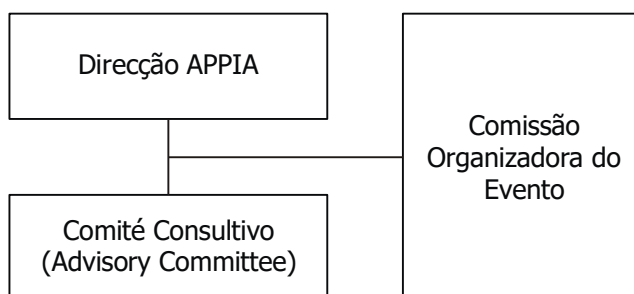 Direcção APPIA
Comissão
Organizadora do
Evento
Comité Consultivo
(Advisory Committee)